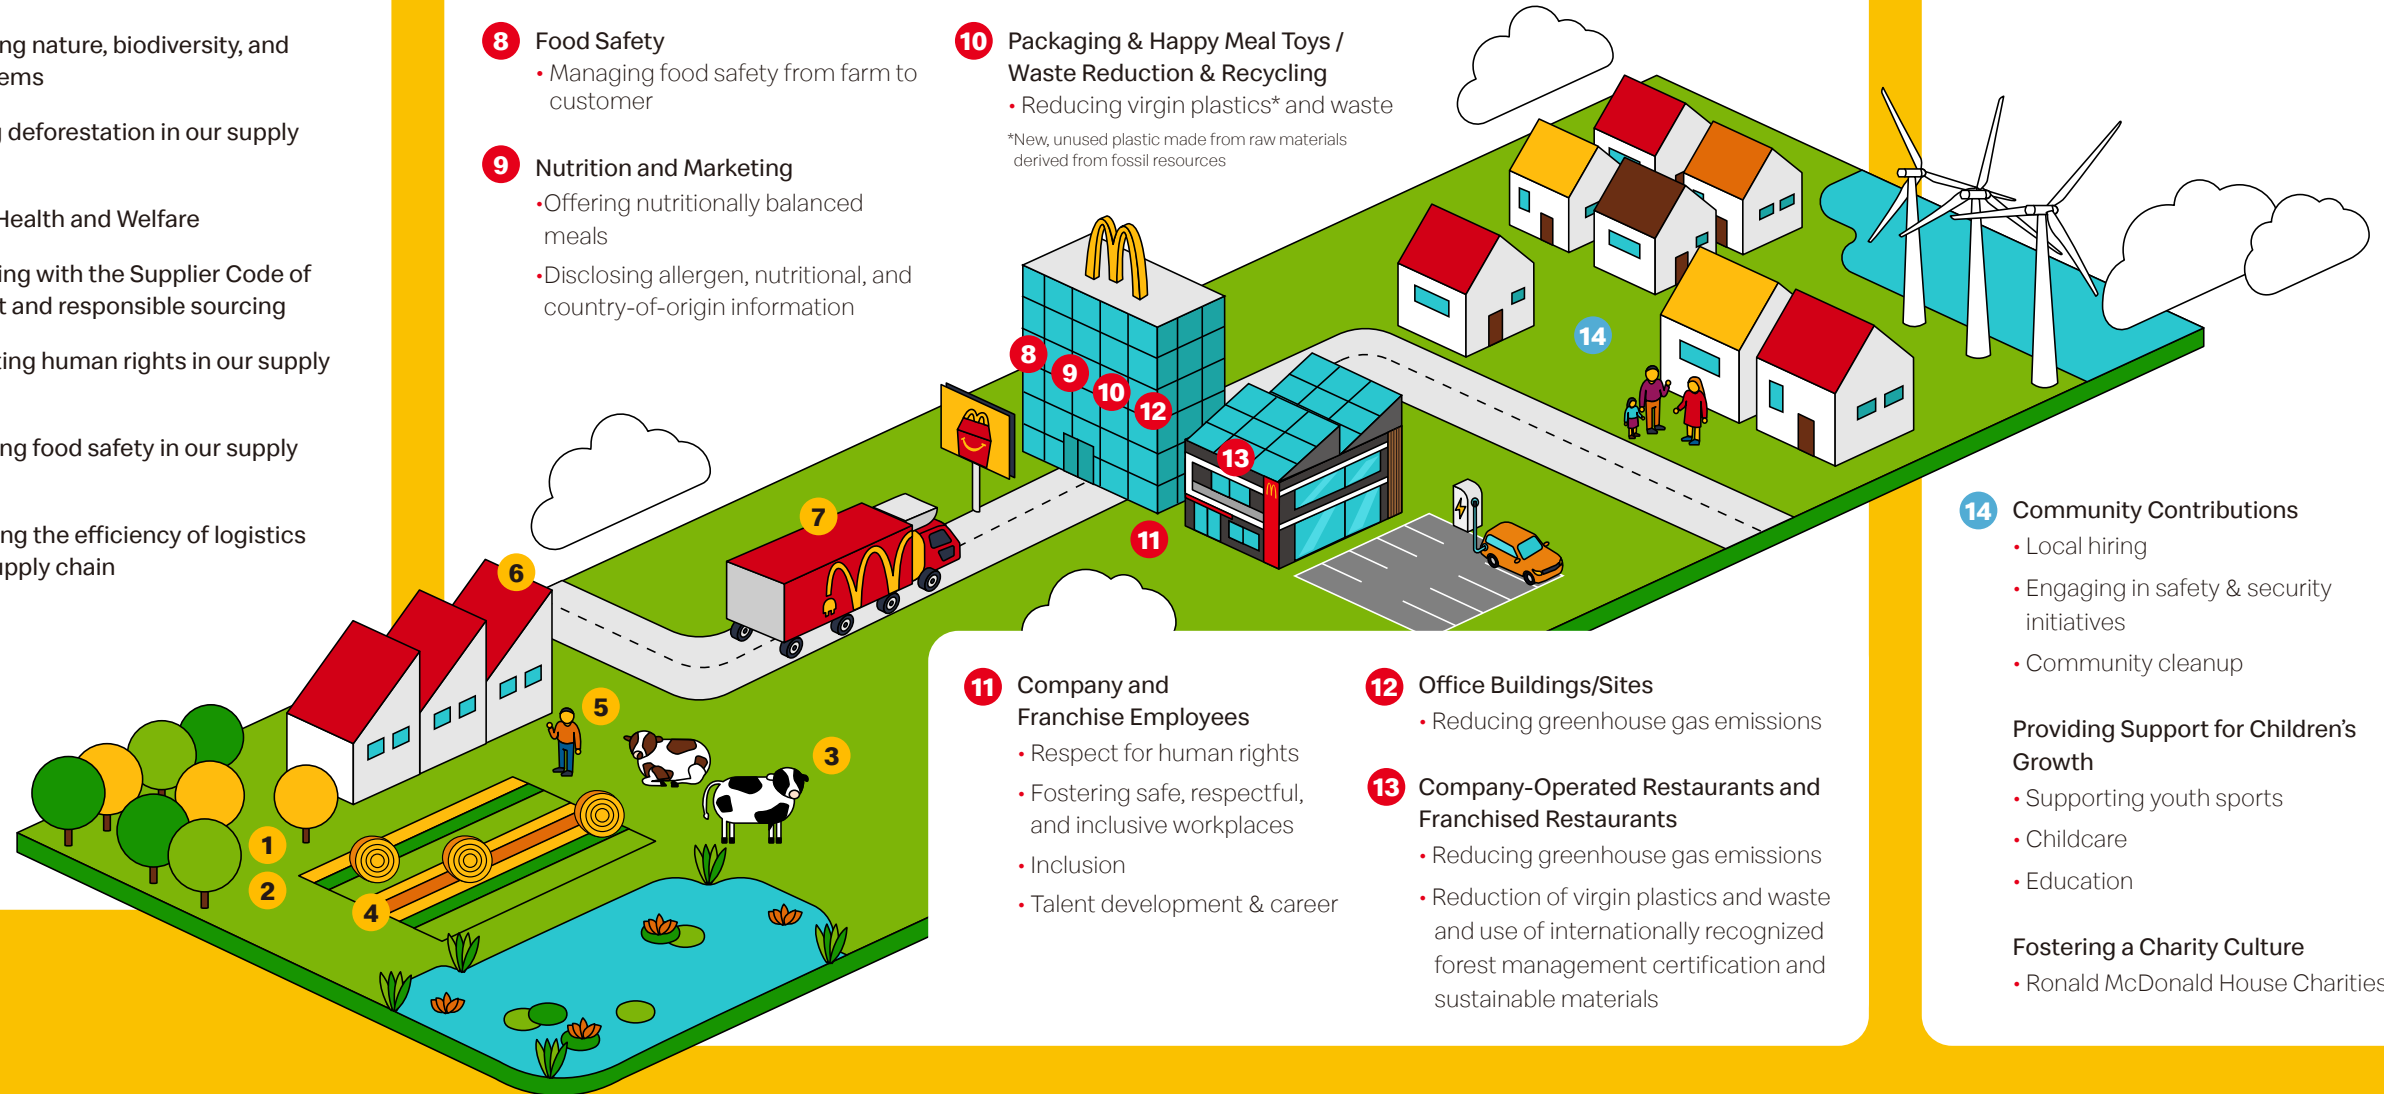 ng nature, biodiversity, and
ems
deforestation in our supply
Health and Welfare
ing with the Supplier Code of
t and responsible sourcing
ting human rights in our supply
ng food safety in our supply
ng the efficiency of logistics
upply chain
8 Food Safety
• Managing food safety from farm to
customer
9 Nutrition and Marketing
•Offering nutritionally balanced
meals
•Disclosing allergen, nutritional, and
country-of-origin information
10 Packaging & Happy Meal Toys /
Waste Reduction & Recycling
• Reducing virgin plastics* and waste
*New, unused plastic made from raw materials
derived from fossil resources
14
8
9
10
12
13
7
11
6
5
3
1
2
4
11 Company and
Franchise Employees
• Respect for human rights
• Fostering safe, respectful,
and inclusive workplaces
• Inclusion
• Talent development & career
12 Office Buildings/Sites
• Reducing greenhouse gas emissions
13 Company-Operated Restaurants and
Franchised Restaurants
• Reducing greenhouse gas emissions
• Reduction of virgin plastics and waste
and use of internationally recognized
forest management certification and
sustainable materials
14 Community Contributions
• Local hiring
• Engaging in safety & security
initiatives
• Community cleanup
Providing Support for Children's
Growth
• Supporting youth sports
• Childcare
• Education
Fostering a Charity Culture
• Ronald McDonald House Charities